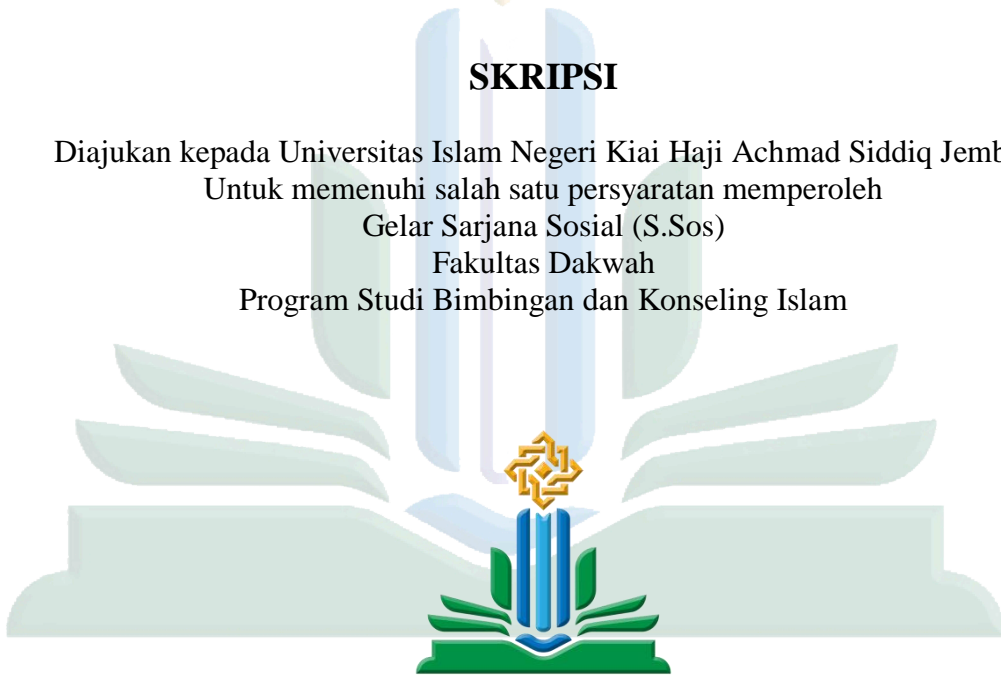 SKRIPSI
Diajukan kepada Universitas Islam Negeri Kiai Haji Achmad Siddiq
Untuk memenuhi salah satu persyaratan memperoleh
Gelar Sarjana Sosial (S.Sos)
Fakultas Dakwah
Program Studi Bimbingan dan Konseling Islam